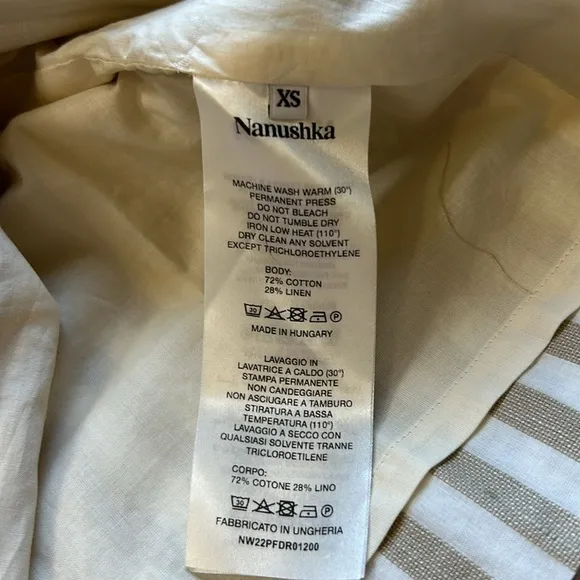 XS
Nanushka
MACHINE WASH WARM (30°)
PERMANENT PRESS
DO NOT BLEACH
DO NOT TUMBLE DRY
IRON LOW HEAT (110°)
DRY CLEAN ANY SOLVENT
EXCEPT TRICHLOROETHYLENE
BODY:
72% COTTON
28% LINEN
30 P
MADE IN HUNGARY
LAVAGGIO IN
LAVATRICE A CALDO (30°)
STAMPA PERMANENTE
NON CANDEGGIARE
NON ASCIUGARE A TAMBURO
STIRATURA A BASSA
TEMPERATURA (110°)
LAVAGGIO A SECCO CON
QUALSIASI SOLVENTE TRANNE
TRICLOROETILENE
CORPO:
72% COTONE 28% LINO
30 P
FABBRICATO IN UNGHERIA
NW22PFDR01200